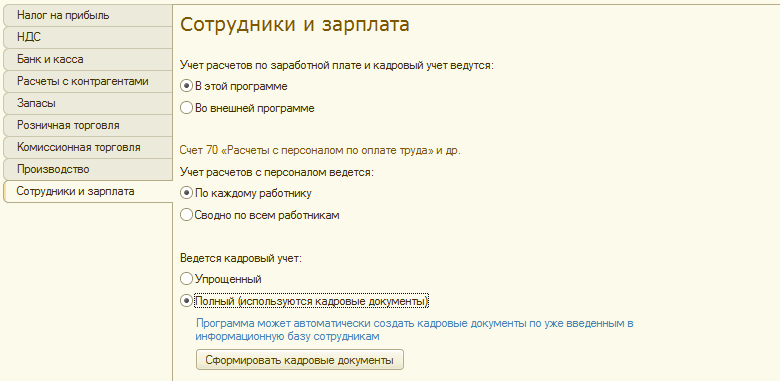 Налог на прибыль
НДС
Банк и касса
Расчеты с контрагентами
Запасы
Розничная торговля
Комиссионная торговля
Производство
Сотрудники и зарплата
Сотрудники и зарплата
Учет расчетов по заработной плате и кадровый учет ведутся:
В этой программе
Во внешней программе
Счет 70 «Расчеты с персоналом по оплате труда» и др.
Учет расчетов с персоналом ведется:
По каждому работнику
Сводно по всем работникам
Ведется кадровый учет:
Упрощенный
Полный (используются кадровые документы)
Программа может автоматически создать кадровые документы по уже введенным в
информационную базу сотрудникам
Сформировать кадровые документы